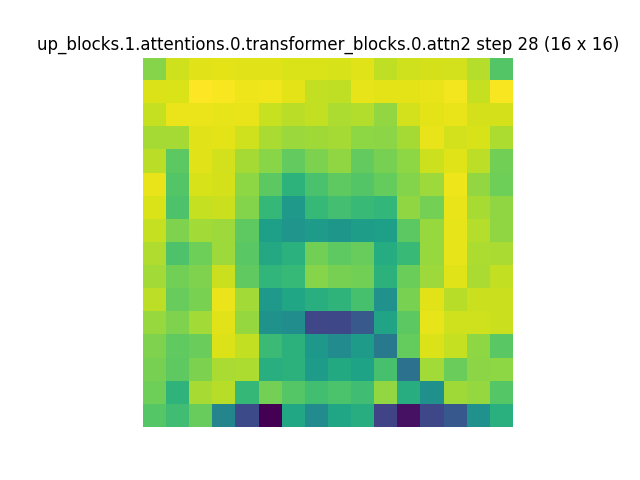 up_blocks.1.attentions.0.transformer_blocks.0.attn2 step 28 (16 x 16)